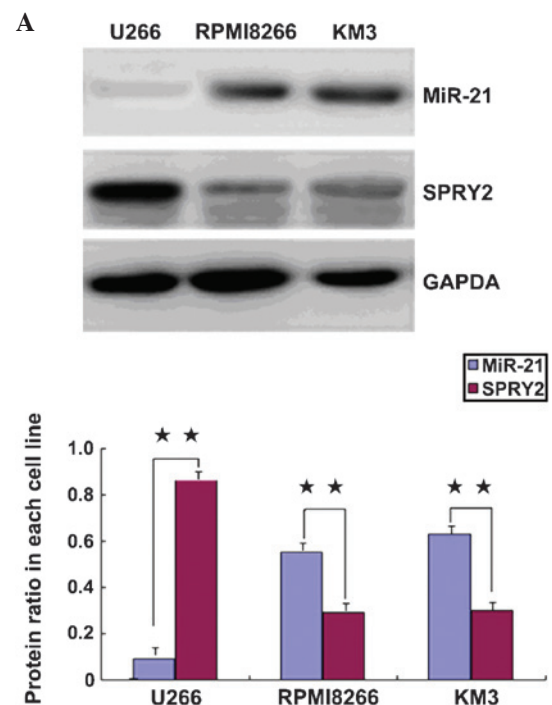 A
U266 RPMI8266 KM3
MiR-21
SPRY2
GAPDA
MiR-21
SPRY2
Protein ratio in each cell line
★ ★
★ ★
★ ★
1.0
0.8
0.6
0.4
0.2
0
U266 RPMI8266 KM3